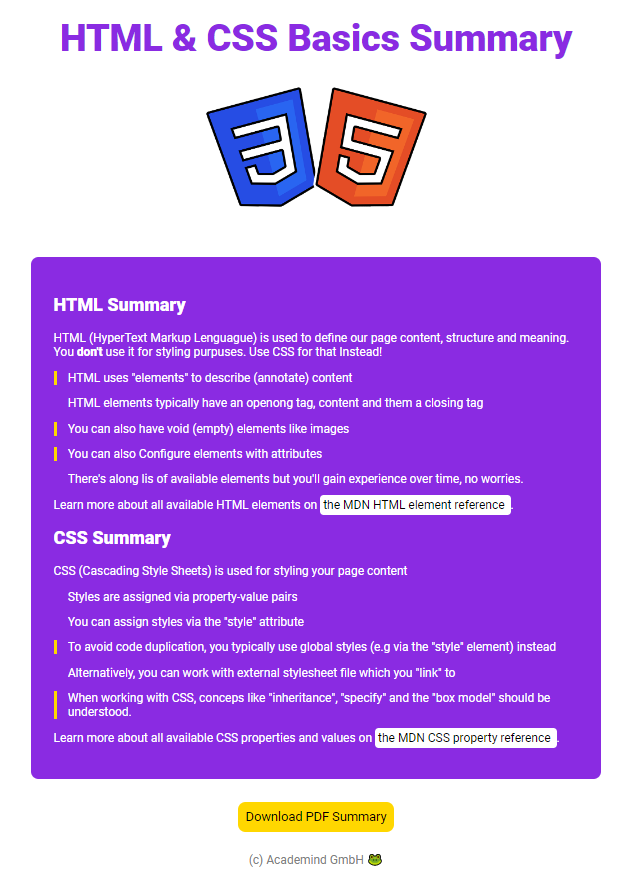 HTML & CSS Basics Summary
HTML Summary
HTML (HyperText Markup Lenguague) is used to define our page content, structure and meaning.
You don't use it for styling purpuses. Use CSS for that Instead!
HTML uses "elements" to describe (annotate) content
HTML elements typically have an openong tag, content and them a closing tag
You can also have void (empty) elements like images
You can also Configure elements with attributes
There's along lis of available elements but you'll gain experience over time, no worries.
Learn more about all available HTML elements on the MDN HTML element reference .
CSS Summary
CSS (Cascading Style Sheets) is used for styling your page content
Styles are assigned via property-value pairs
You can assign styles via the "style" attribute
To avoid code duplication, you typically use global styles (e.g via the "style" element) instead
Alternatively, you can work with external stylesheet file which you "link" to
When working with CSS, conceps like "inheritance", "specify" and the "box model" should be
understood.
Learn more about all available CSS properties and values on the MDN CSS property reference .
Download PDF Summary
(c) Academind GmbH 🐸